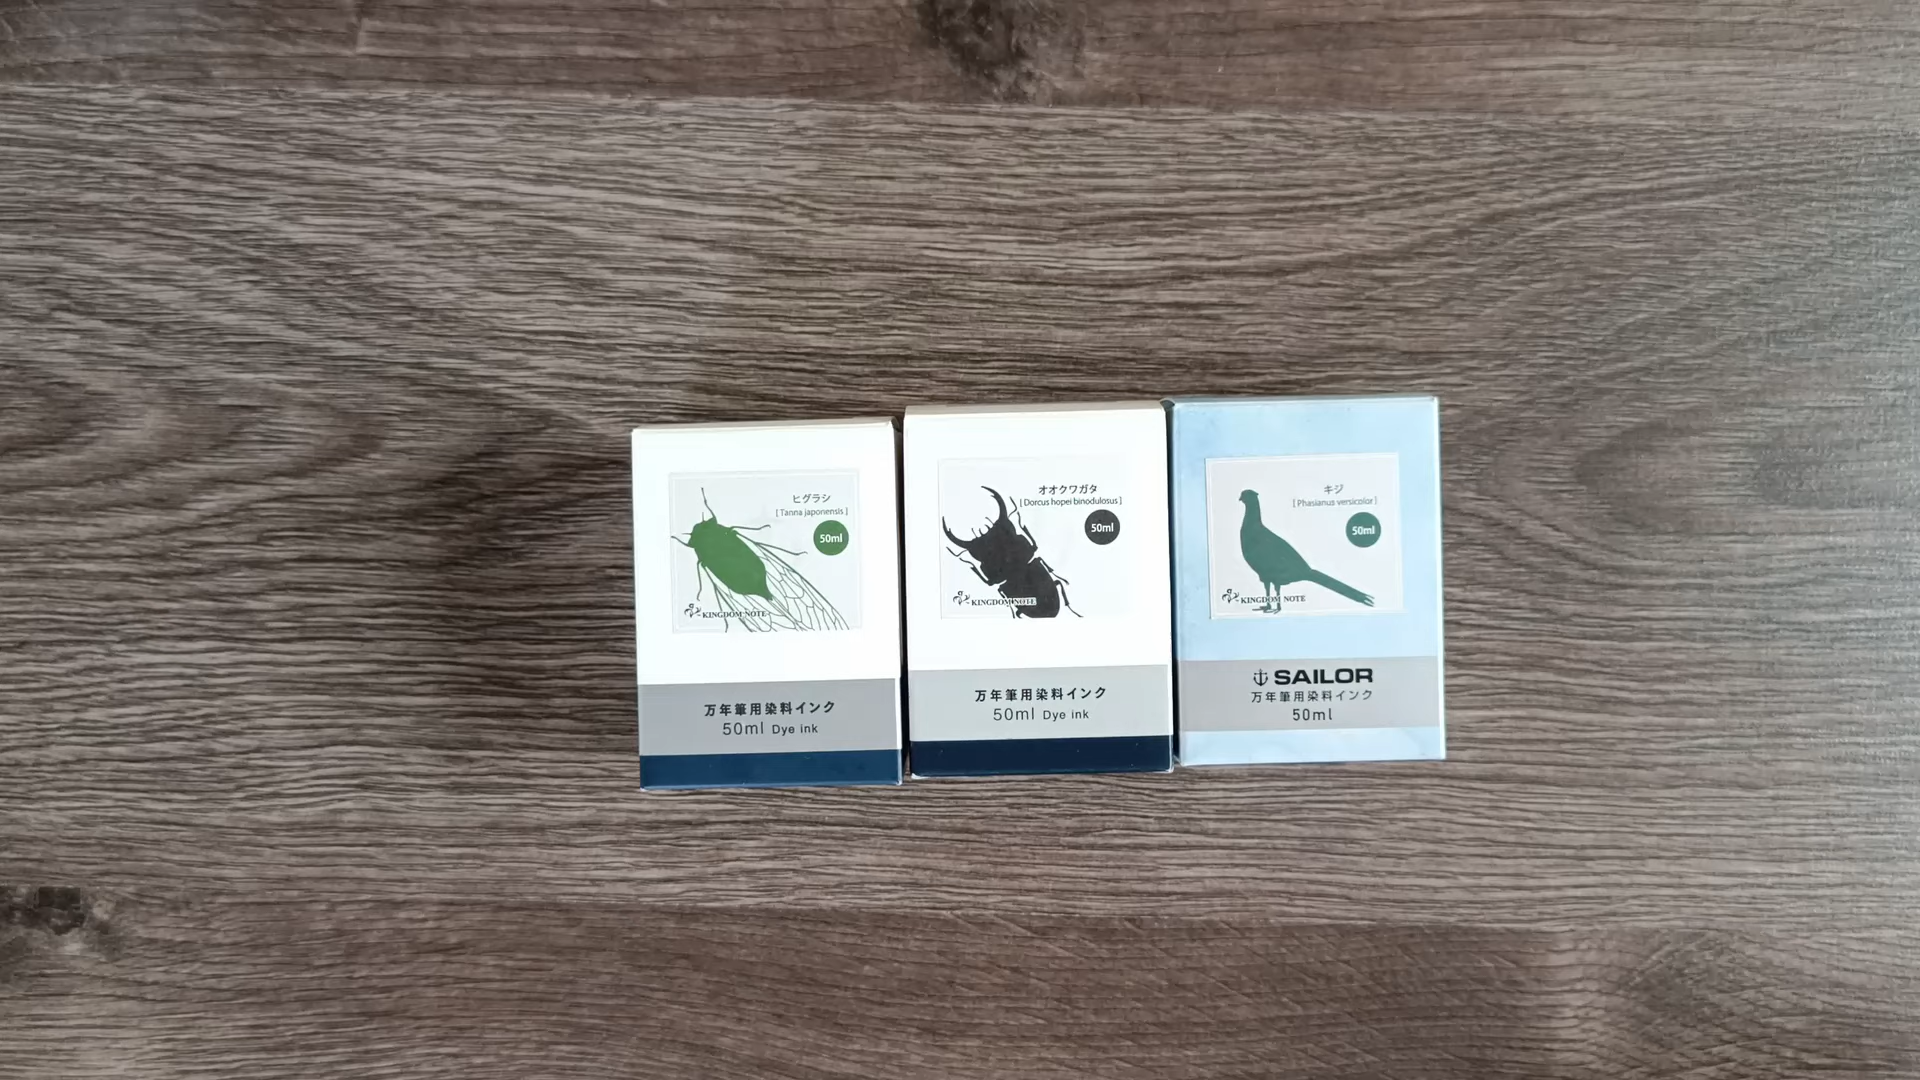 ヒグラシ
[ Tanna japonensis ]
50ml
KINGDOM NOTE
万年筆用染料インク
50ml Dye ink
オオクワガタ
[ Dorcus hopei binodulosus ]
50ml
KINGDOM NOTE
万年筆用染料インク
50ml Dye ink
キジ
[ Phasianus versicolor ]
50ml
KINGDOM NOTE
SAILOR
万年筆用染料インク
50ml